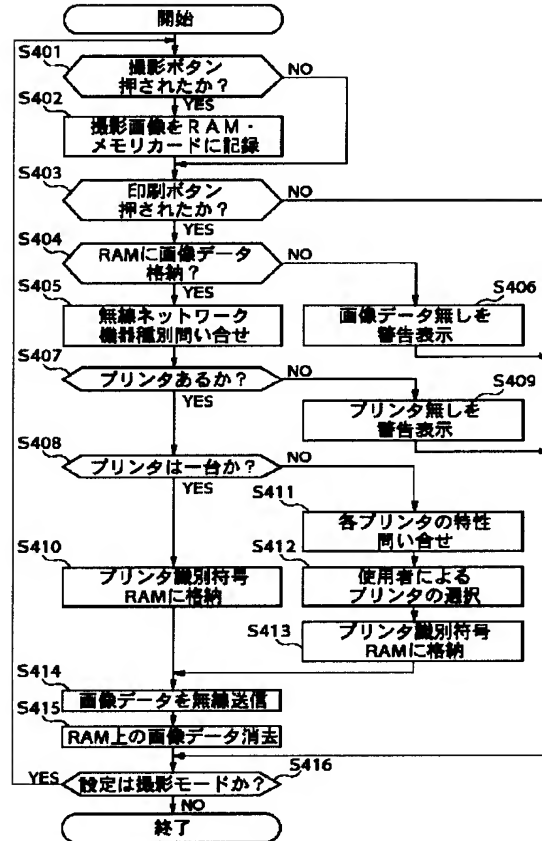 開始
S401
撮影ボタン
押されたか？
NO
YES
S402
撮影画像をＲＡＭ・
メモリカードに記録
S403
印刷ボタン
押されたか？
NO
YES
S404
RAMに画像データ
格納？
NO
YES
S405
無線ネットワーク
機器種別問い合せ
S406
画像データ無しを
警告表示
S407
プリンタあるか？
NO
YES
S409
プリンタ無しを
警告表示
S408
プリンタは一台か？
NO
YES
S411
各プリンタの特性
問い合せ
S410
プリンタ識別符号
RAMに格納
S412
使用者による
プリンタの選択
S413
プリンタ識別符号
RAMに格納
S414
画像データを無線送信
S415
RAM上の画像データ消去
S416
設定は撮影モードか？
YES
NO
終了